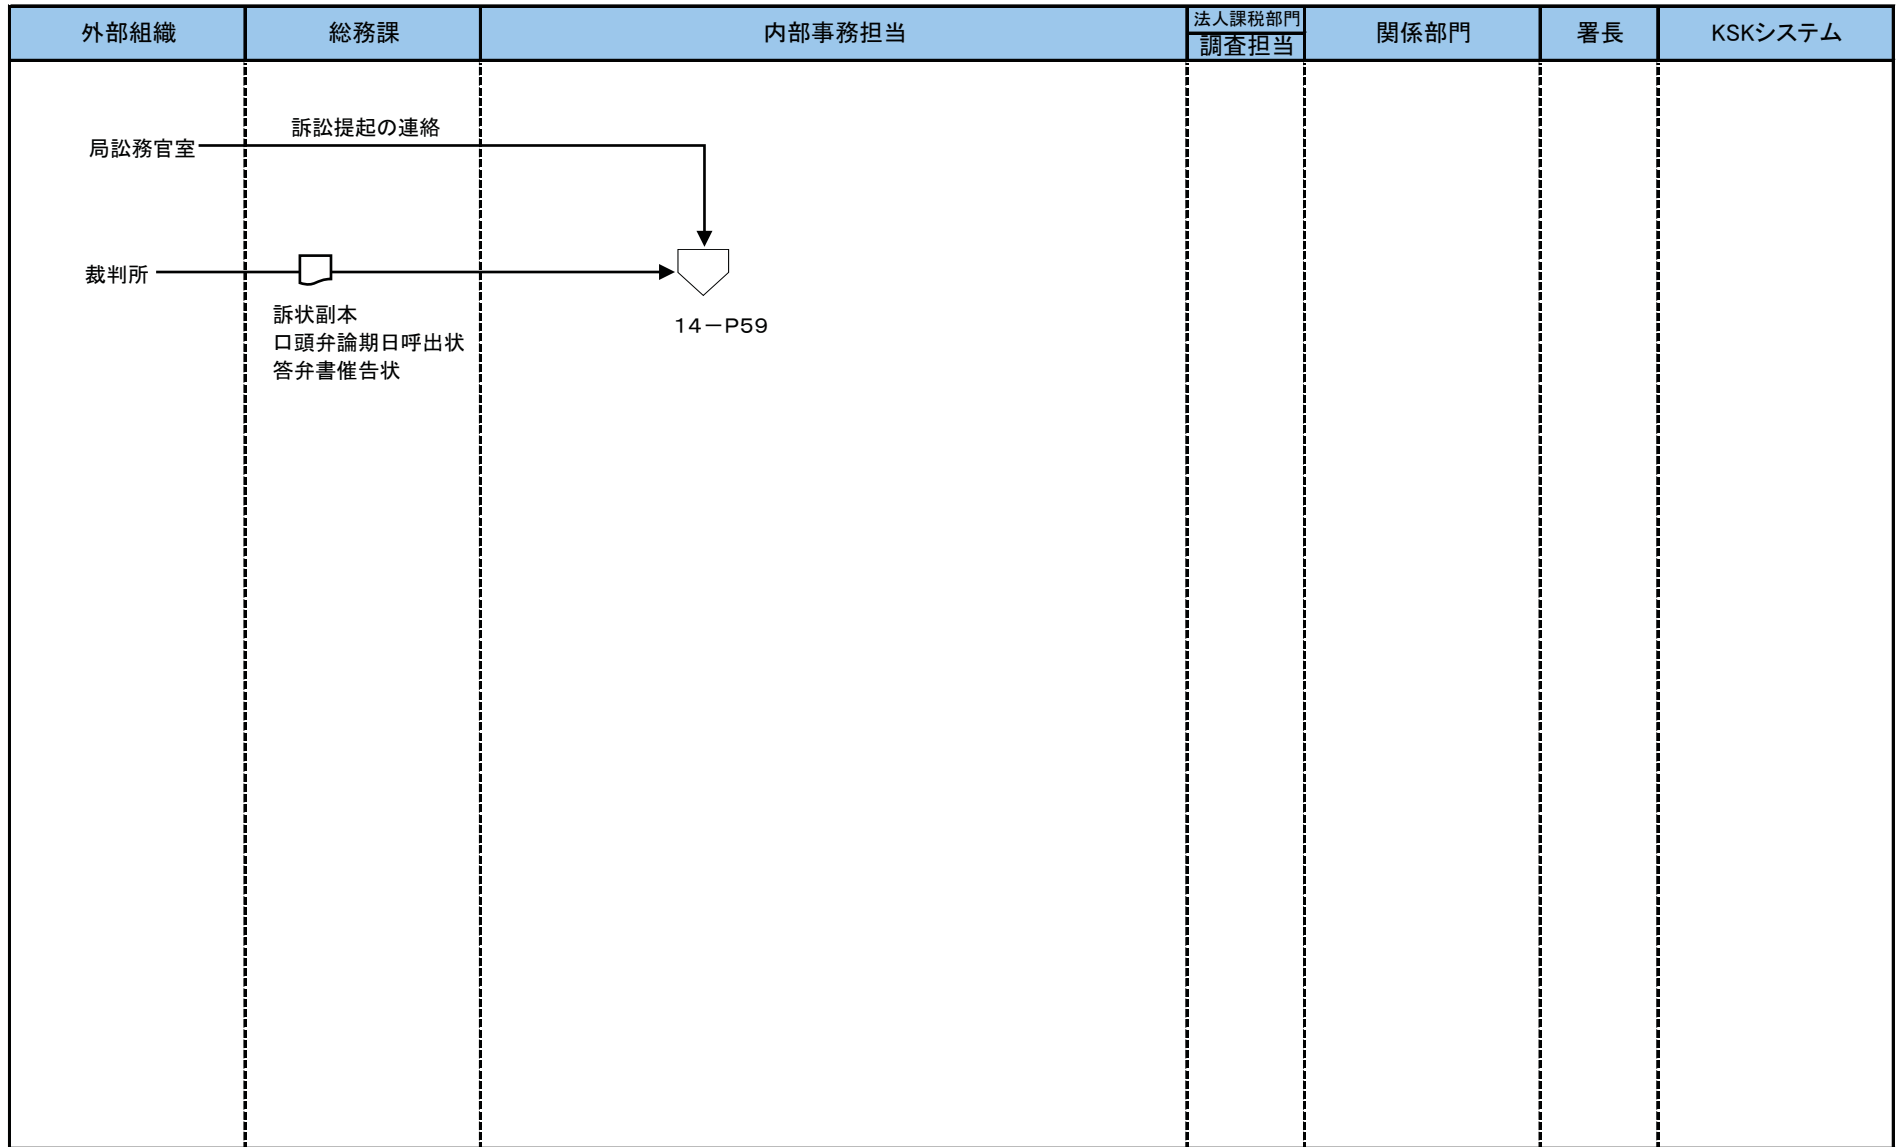 外部組織
総務課
内部事務担当
法人課税部門
調査担当
関係部門
署長
KSKシステム
訴訟提起の連絡
局訟務官室
裁判所
訴状副本
口頭弁論期日呼出状
答弁書催告状
14－P59